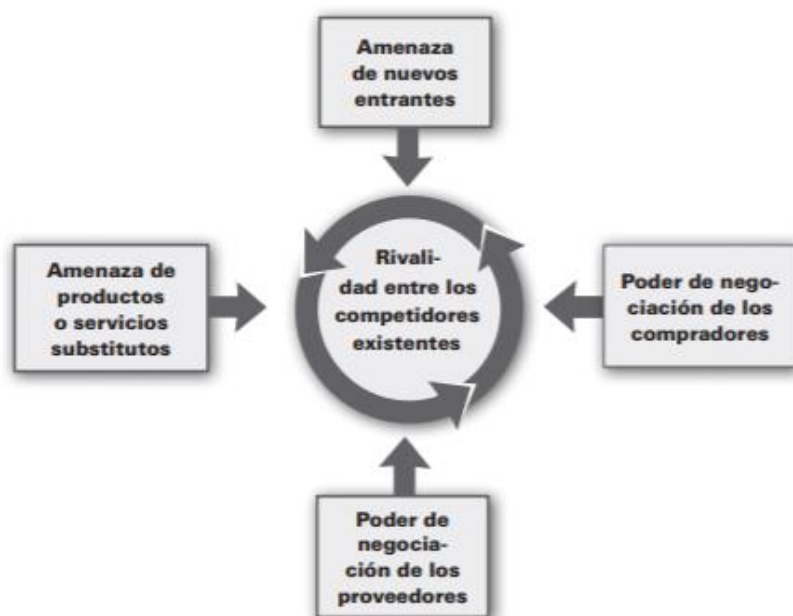 Amenaza
de nuevos
entrantes
Amenaza de
productos
o servicios
substitutos
Rivali-
dad entre los
competidores
existentes
Poder de nego-
ciación de los
compradores
Poder de
negocia-
ción de los
proveedores